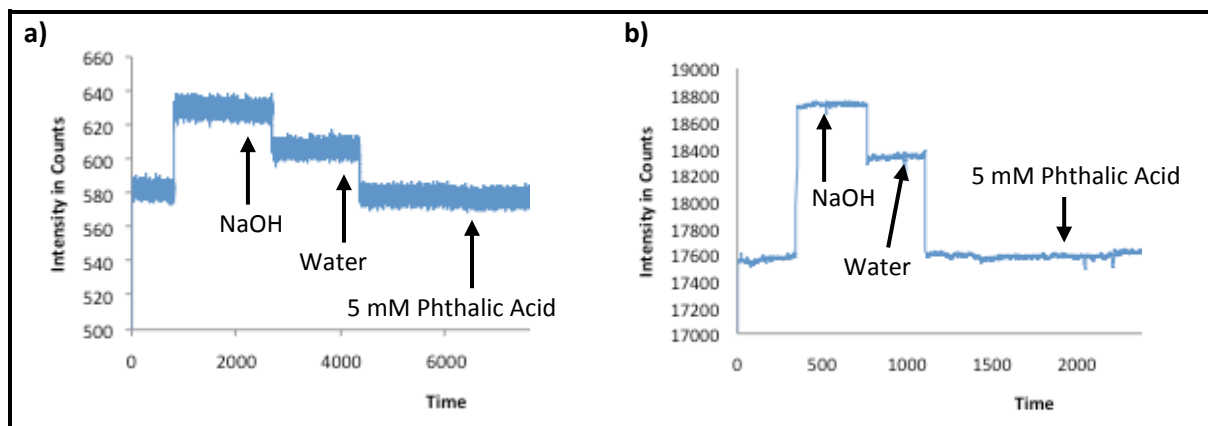 a)
660
640
620
600
580
560
540
520
500
Intensity in Counts
NaOH
Water
5 mM Phthalic Acid
0 2000 4000 6000
Time
b)
19000
18800
18600
18400
18200
18000
17800
17600
17400
17200
17000
Intensity in Counts
NaOH
Water
5 mM Phthalic Acid
0 500 1000 1500 2000
Time